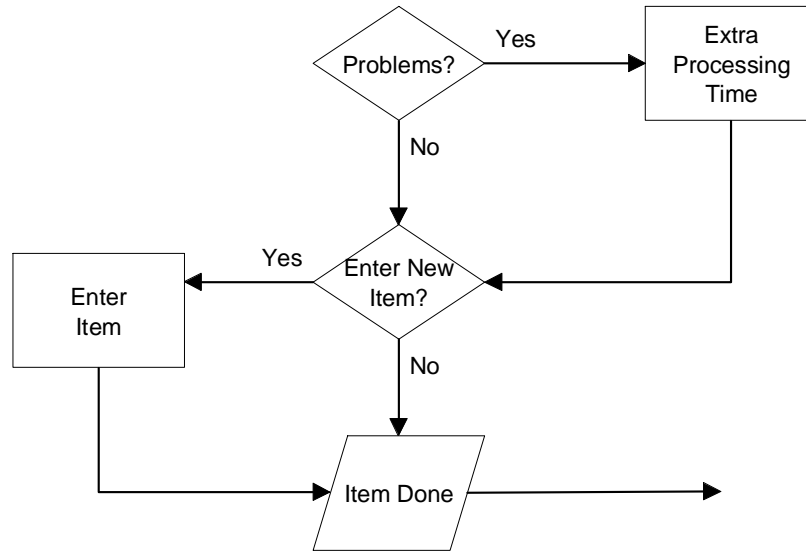 Problems?
Yes
Extra
Processing
Time
No
Yes
Enter New
Item?
Enter
Item
No
Item Done